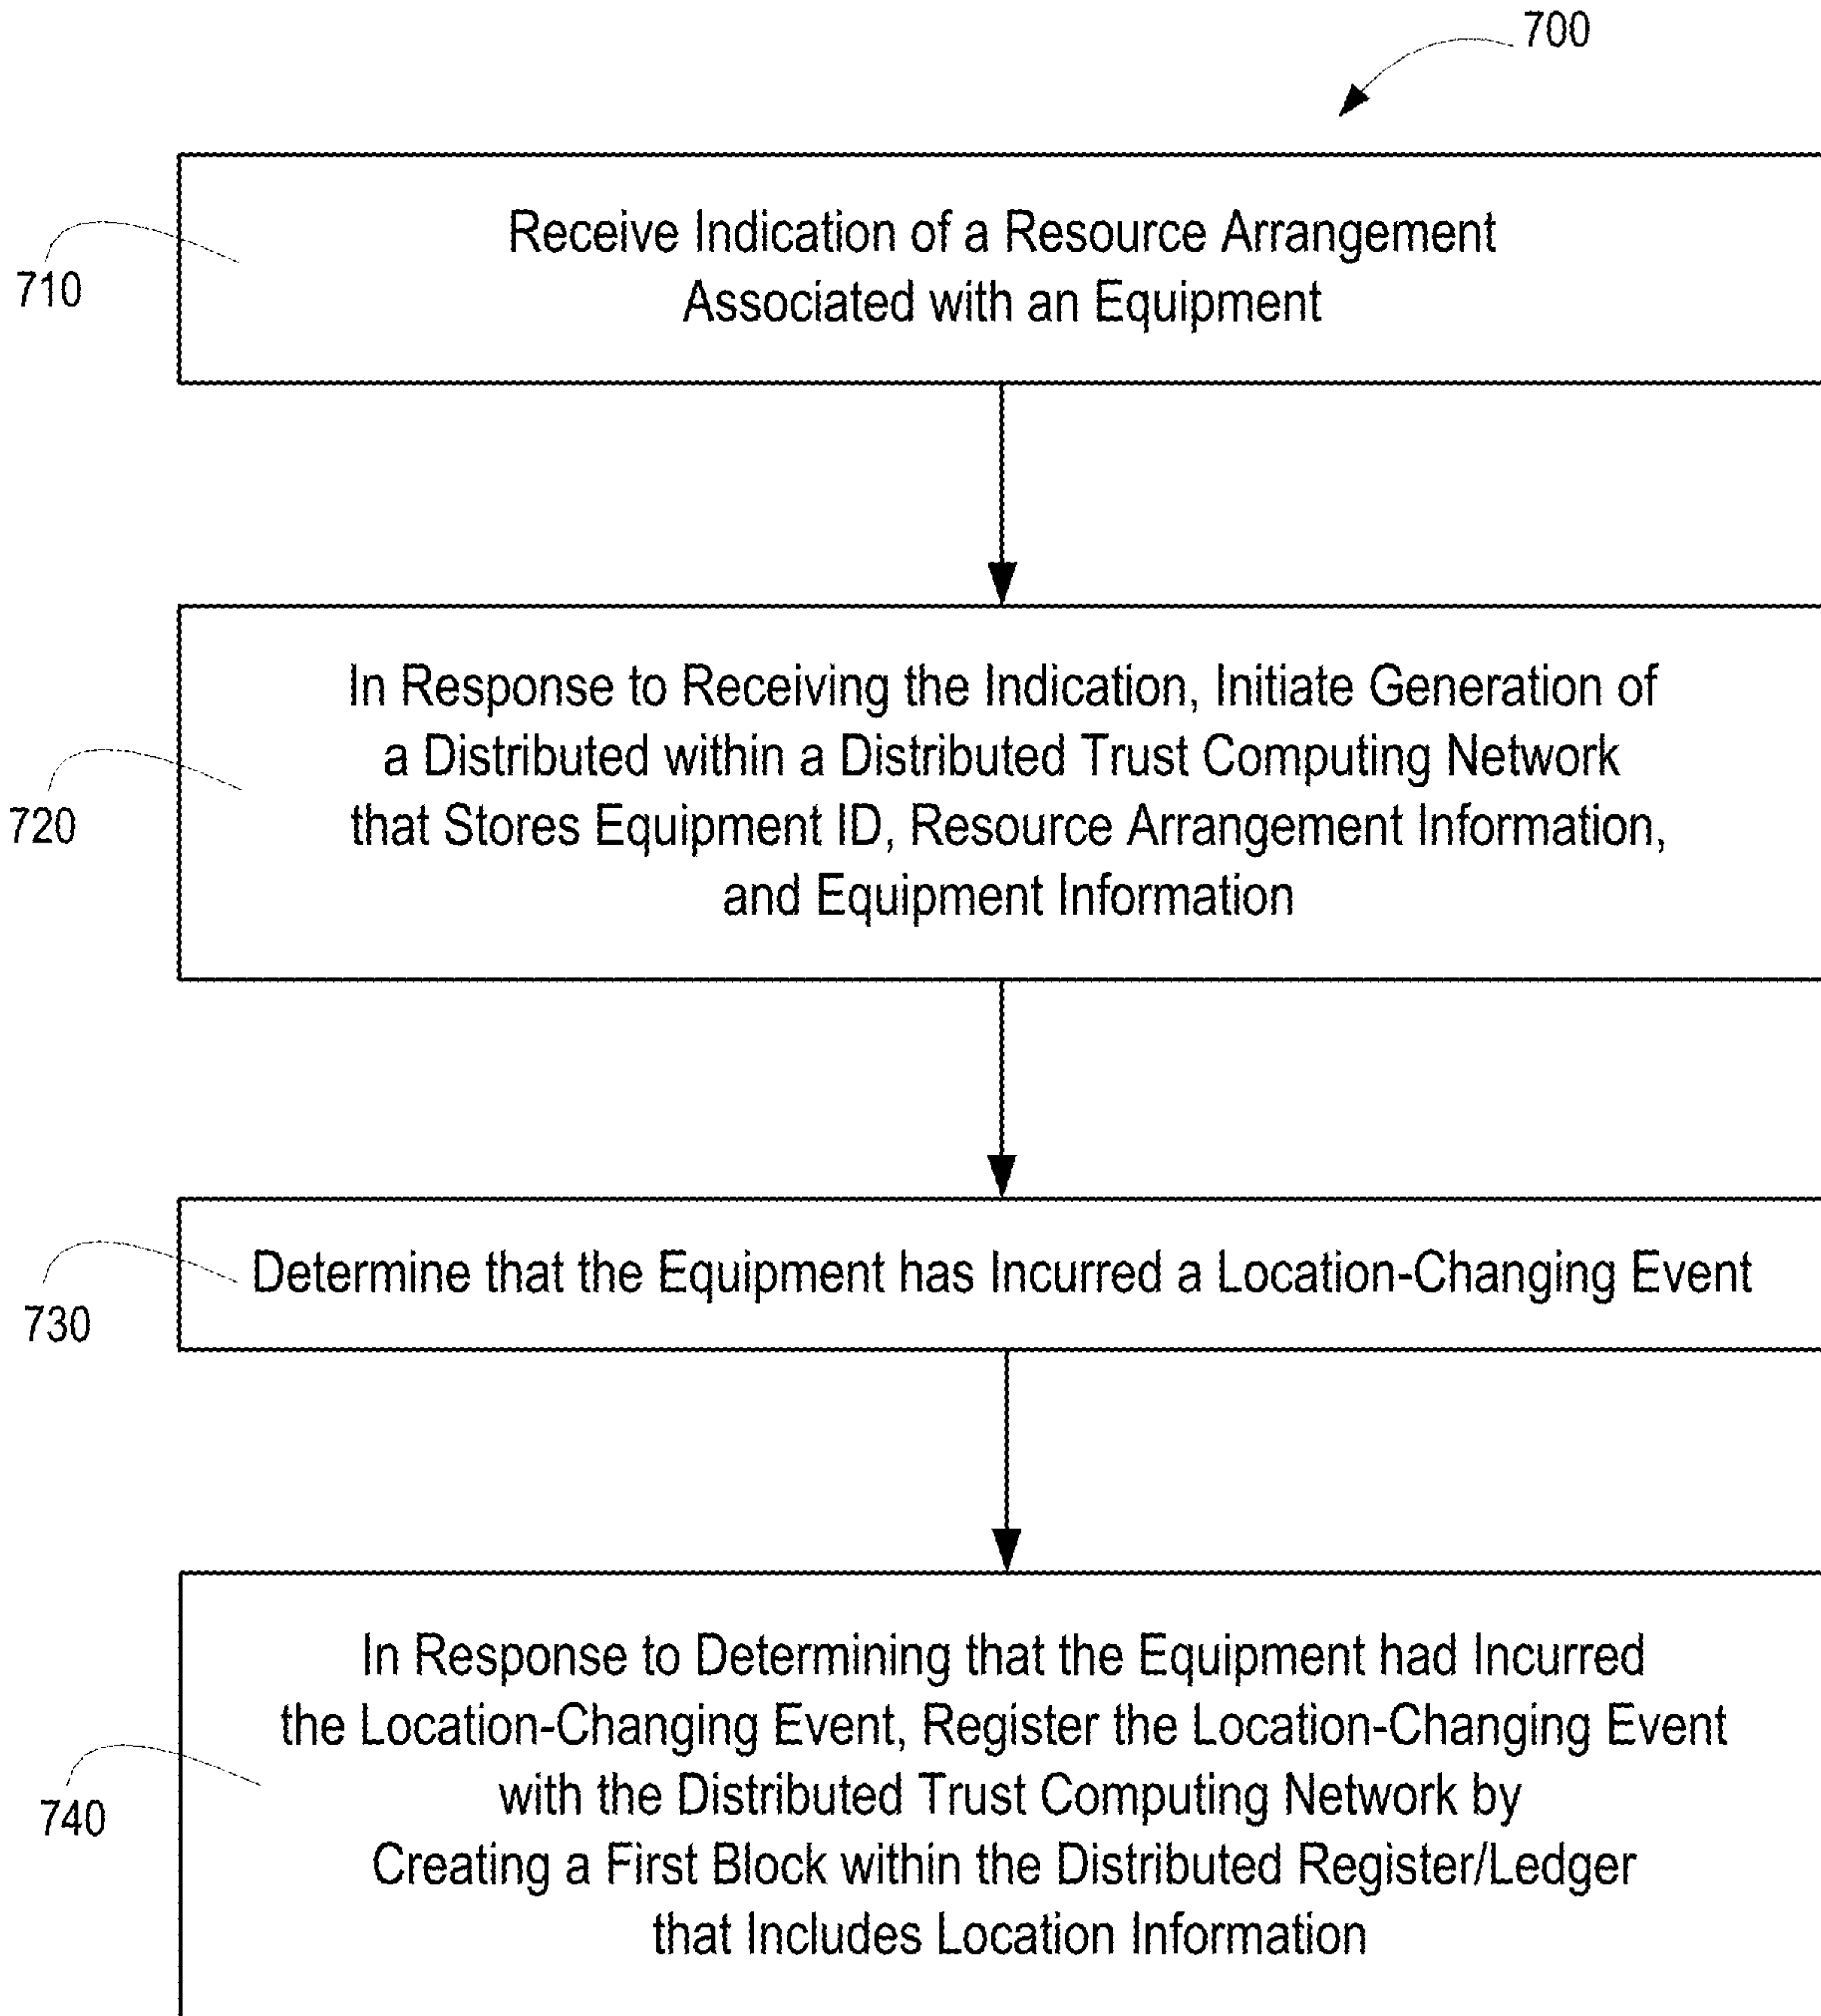 700
710
Receive Indication of a Resource Arrangement
Associated with an Equipment
720
In Response to Receiving the Indication, Initiate Generation of
a Distributed within a Distributed Trust Computing Network
that Stores Equipment ID, Resource Arrangement Information,
and Equipment Information
730
Determine that the Equipment has Incurred a Location-Changing Event
740
In Response to Determining that the Equipment had Incurred
the Location-Changing Event, Register the Location-Changing Event
with the Distributed Trust Computing Network by
Creating a First Block within the Distributed Register/Ledger
that Includes Location Information